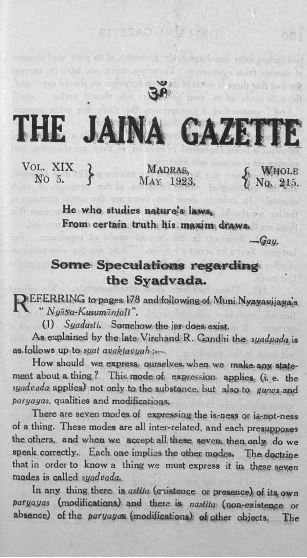 ॐ
THE JAINA GAZETTE
VOL. XIX
No 5.
MADRAS,
MAY 1923.
WHOLE
No. 215.
He who studies nature's laws,
From certain truth his maxim draws.
—Gay.
Some Speculations regarding
the Syadvada.
REFERRING to pages 178 and following of Muni Nyayavijaya's
"Nyāya-Kusumānjali".
(1) Syadasti. Somehow the jar does exist.
As explained by the late Virchand R. Gandhi the syadvada is
as follows up to syat avaktavyah :—
How should we express ourselves when we make any state-
ment about a thing? This mode of expression applies (i. e. the
syadvada applies) not only to the substance, but also to gunas and
paryayas, qualities and modifications.
There are seven modes of expressing the is-ness or is-not-ness
of a thing. These modes are all inter-related, and each presupposes
the others, and when we accept all these seven, then only do we
speak correctly. Each one implies the other modes. The doctrine
that in order to know a thing we must express it in these seven
modes is called syadvada.
In any thing there is astita (existence or presence) of its own
paryayas (modifications) and there is nastita (non-existence or
absence) of the paryayas (modifications) of other objects. The